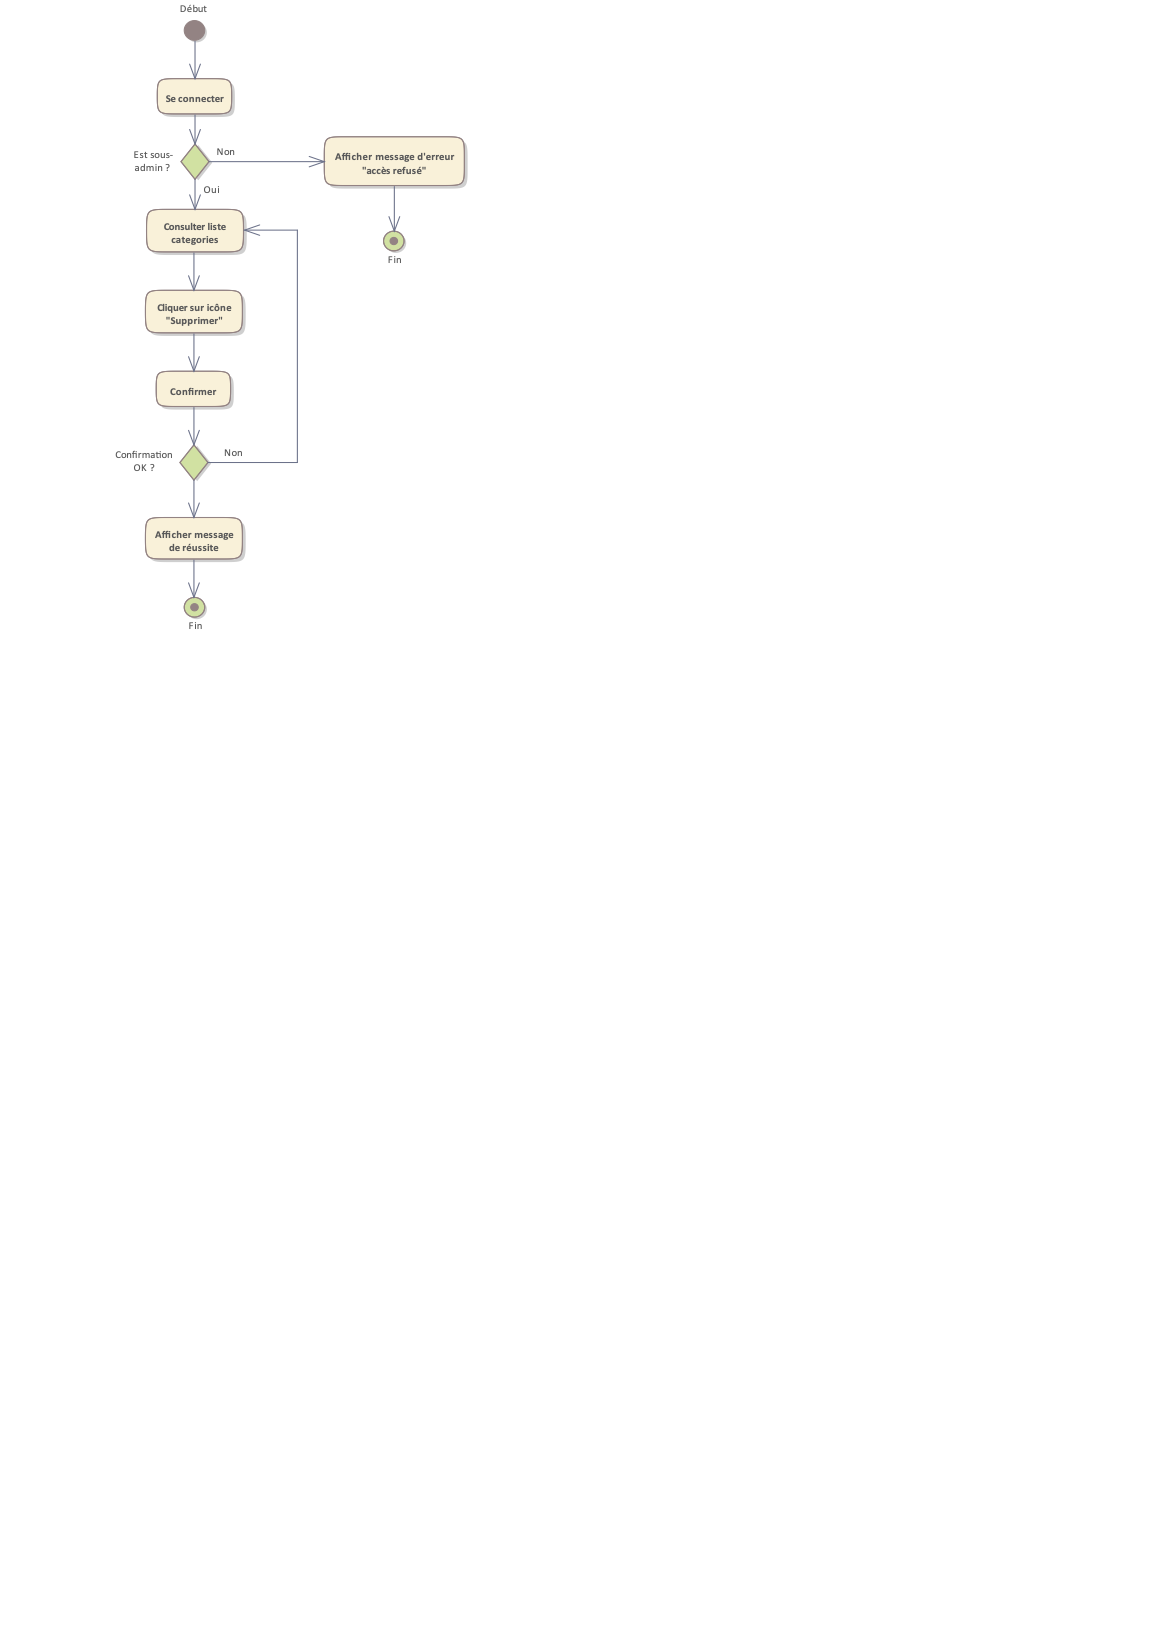 Début
Se connecter
Est sous-
admin ?
Non
Afficher message d'erreur
"accès refusé"
Oui
Consulter liste
categories
Fin
Cliquer sur icône
"Supprimer"
Confirmer
Confirmation
OK ?
Non
Afficher message
de réussite
Fin